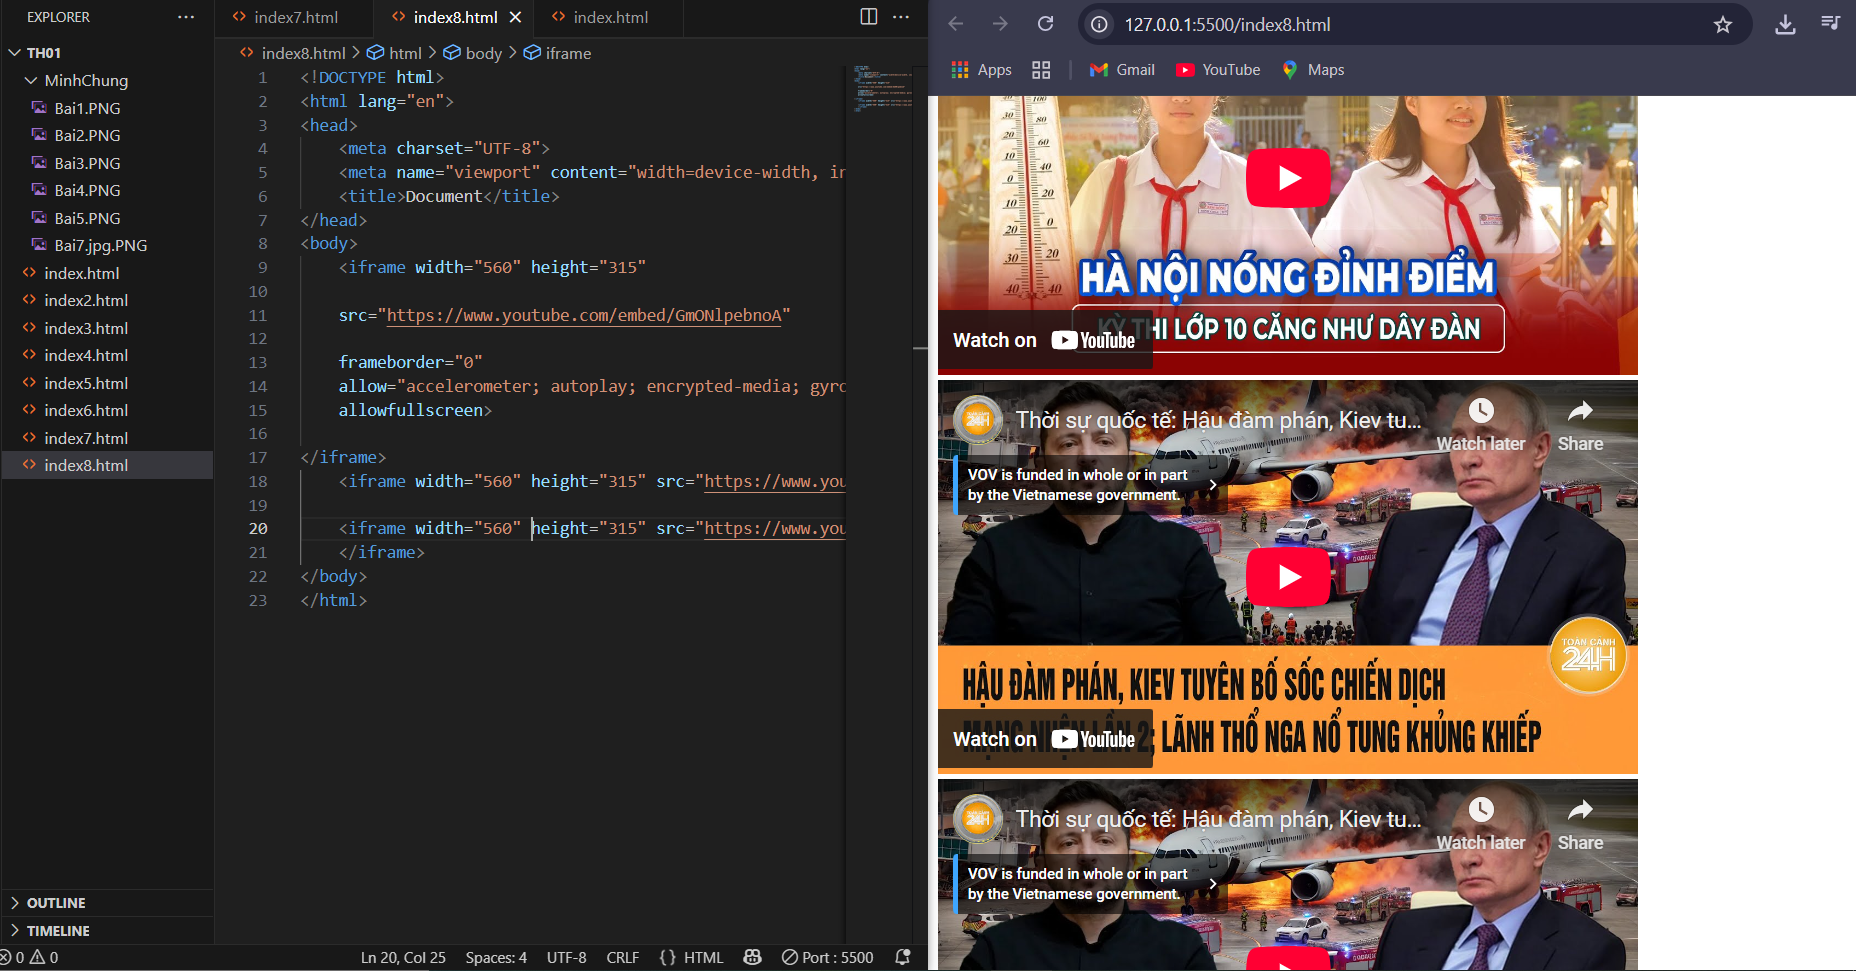 EXPLORER
TH01
MinhChung
Bai1.PNG
Bai2.PNG
Bai3.PNG
Bai4.PNG
Bai5.PNG
Bai7.jpg.PNG
index.html
index2.html
index3.html
index4.html
index5.html
index6.html
index7.html
index8.html
OUTLINE
TIMELINE
index7.html
index8.html
index.html
index8.html > html > body > iframe
1 <!DOCTYPE html>
2 <html lang="en">
3 <head>
4 <meta charset="UTF-8">
5 <meta name="viewport" content="width=device-width, in
6 <title>Document</title>
7 </head>
8 <body>
9 <iframe width="560" height="315"
10
11 src="https://www.youtube.com/embed/GmONlpebnoA"
12
13 frameborder="0"
14 allow="accelerometer; autoplay; encrypted-media; gyro
15 allowfullscreen>
16
17 </iframe>
18 <iframe width="560" height="315" src="https://www.you
19
20 <iframe width="560" height="315" src="https://www.you
21 </iframe>
22 </body>
23 </html>
0 0
Ln 20, Col 25 Spaces: 4 UTF-8 CRLF {} HTML Port : 5500
127.0.0.1:5500/index8.html
Apps Gmail YouTube Maps
HÀ NỘI NÓNG ĐỈNH ĐIỂM
KỲ THI LỚP 10 CĂNG NHƯ DÂY ĐÀN
Watch on YouTube
24H
Thời sự quốc tế: Hậu đàm phán, Kiev tu...
Watch later
Share
VOV is funded in whole or in part
by the Vietnamese government.
TOÀN CẢNH
24H
HẬU ĐÀM PHÁN, KIEV TUYÊN BỐ SỐC CHIẾN DỊCH
MẠNG NHỆN LẦN 2; LÃNH THỔ NGA NỔ TUNG KHỦNG KHIẾP
Watch on YouTube
24H
Thời sự quốc tế: Hậu đàm phán, Kiev tu...
Watch later
Share
VOV is funded in whole or in part
by the Vietnamese government.